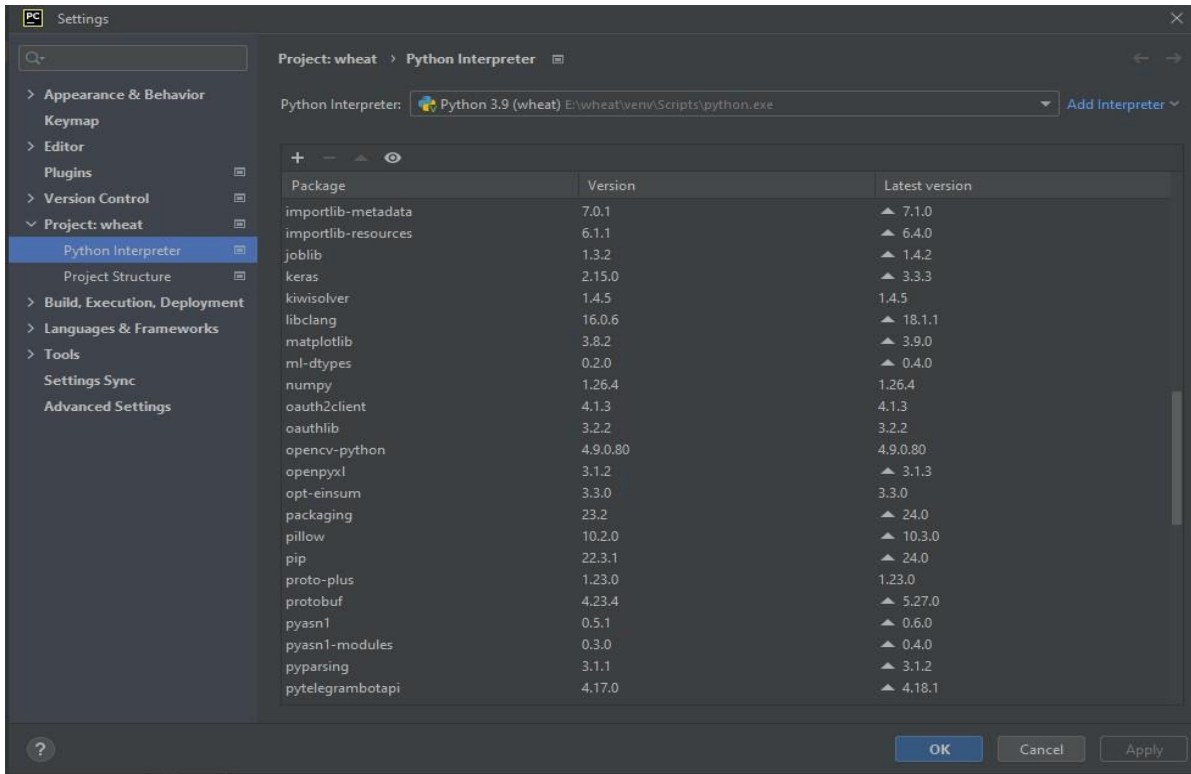 PC Settings
Project: wheat > Python Interpreter
> Appearance & Behavior
Keymap
> Editor
Plugins
> Version Control
Project: wheat
Python Interpreter
Project Structure
> Build, Execution, Deployment
> Languages & Frameworks
> Tools
Settings Sync
Advanced Settings
Python Interpreter: Python 3.9 (wheat) E:\wheat\venv\Scripts\python.exe Add Interpreter
Package Version Latest version
importlib-metadata 7.0.1 7.1.0
importlib-resources 6.1.1 6.4.0
joblib 1.3.2 1.4.2
keras 2.15.0 3.3.3
kiwisolver 1.4.5 1.4.5
libclang 16.0.6 18.1.1
matplotlib 3.8.2 3.9.0
ml-dtypes 0.2.0 0.4.0
numpy 1.26.4 1.26.4
oauth2client 4.1.3 4.1.3
oauthlib 3.2.2 3.2.2
opencv-python 4.9.0.80 4.9.0.80
openpyxl 3.1.2 3.1.3
opt-einsum 3.3.0 3.3.0
packaging 23.2 24.0
pillow 10.2.0 10.3.0
pip 22.3.1 24.0
proto-plus 1.23.0 1.23.0
protobuf 4.23.4 5.27.0
pyasn1 0.5.1 0.6.0
pyasn1-modules 0.3.0 0.4.0
pyparsing 3.1.1 3.1.2
pytelegrambotapi 4.17.0 4.18.1
? OK Cancel Apply